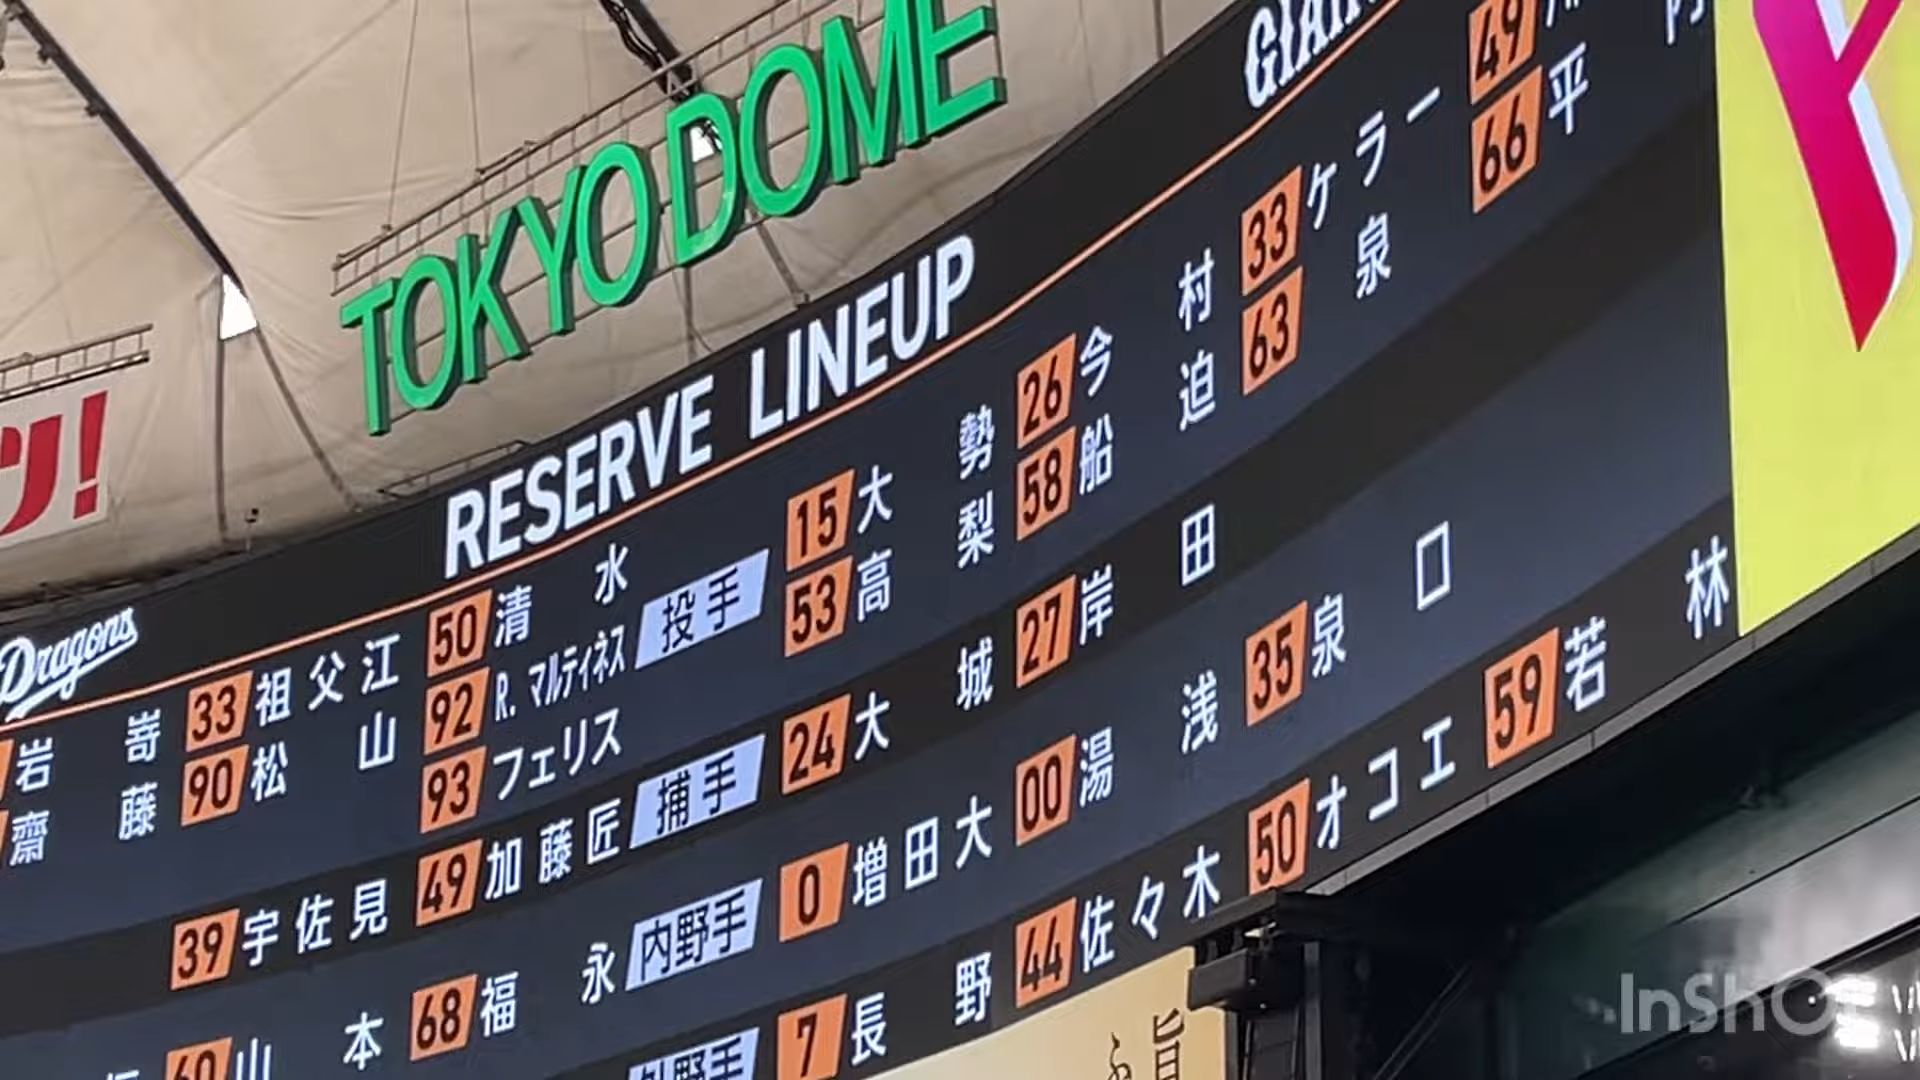 TOKYO DOME
RESERVE LINEUP
Dragons
岩嵜 33 祖父江 50 清水
齋藤 90 松山 92 R.マルティネス
93 フェリス
39 宇佐見 49 加藤匠
山本 68 福永
投手
15 大勢 26 今村 33 ケラー 49
53 高梨 58 船迫 63 泉 66 平
捕手 24 大城 27 岸田
内野手 0 増田大 00 湯浅 35 泉口
外野手 7 長野 44 佐々木 50 オコエ 59 若林
InShOt